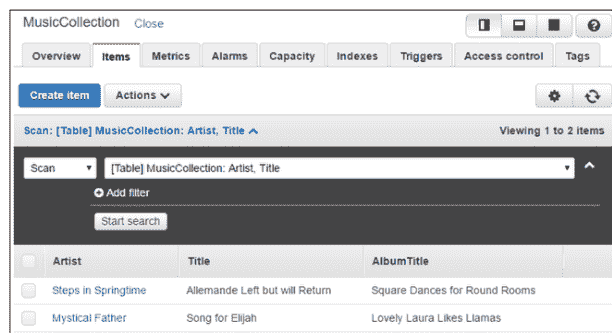 MusicCollection Close
Overview Items Metrics Alarms Capacity Indexes Triggers Access control Tags
Create item Actions
Scan: [Table] MusicCollection: Artist, Title Viewing 1 to 2 items
Scan [Table] MusicCollection: Artist, Title
Add filter
Start search
Artist Title AlbumTitle
Steps in Springtime Allemande Left but will Return Square Dances for Round Rooms
Mystical Father Song for Elijah Lovely Laura Likes Llamas